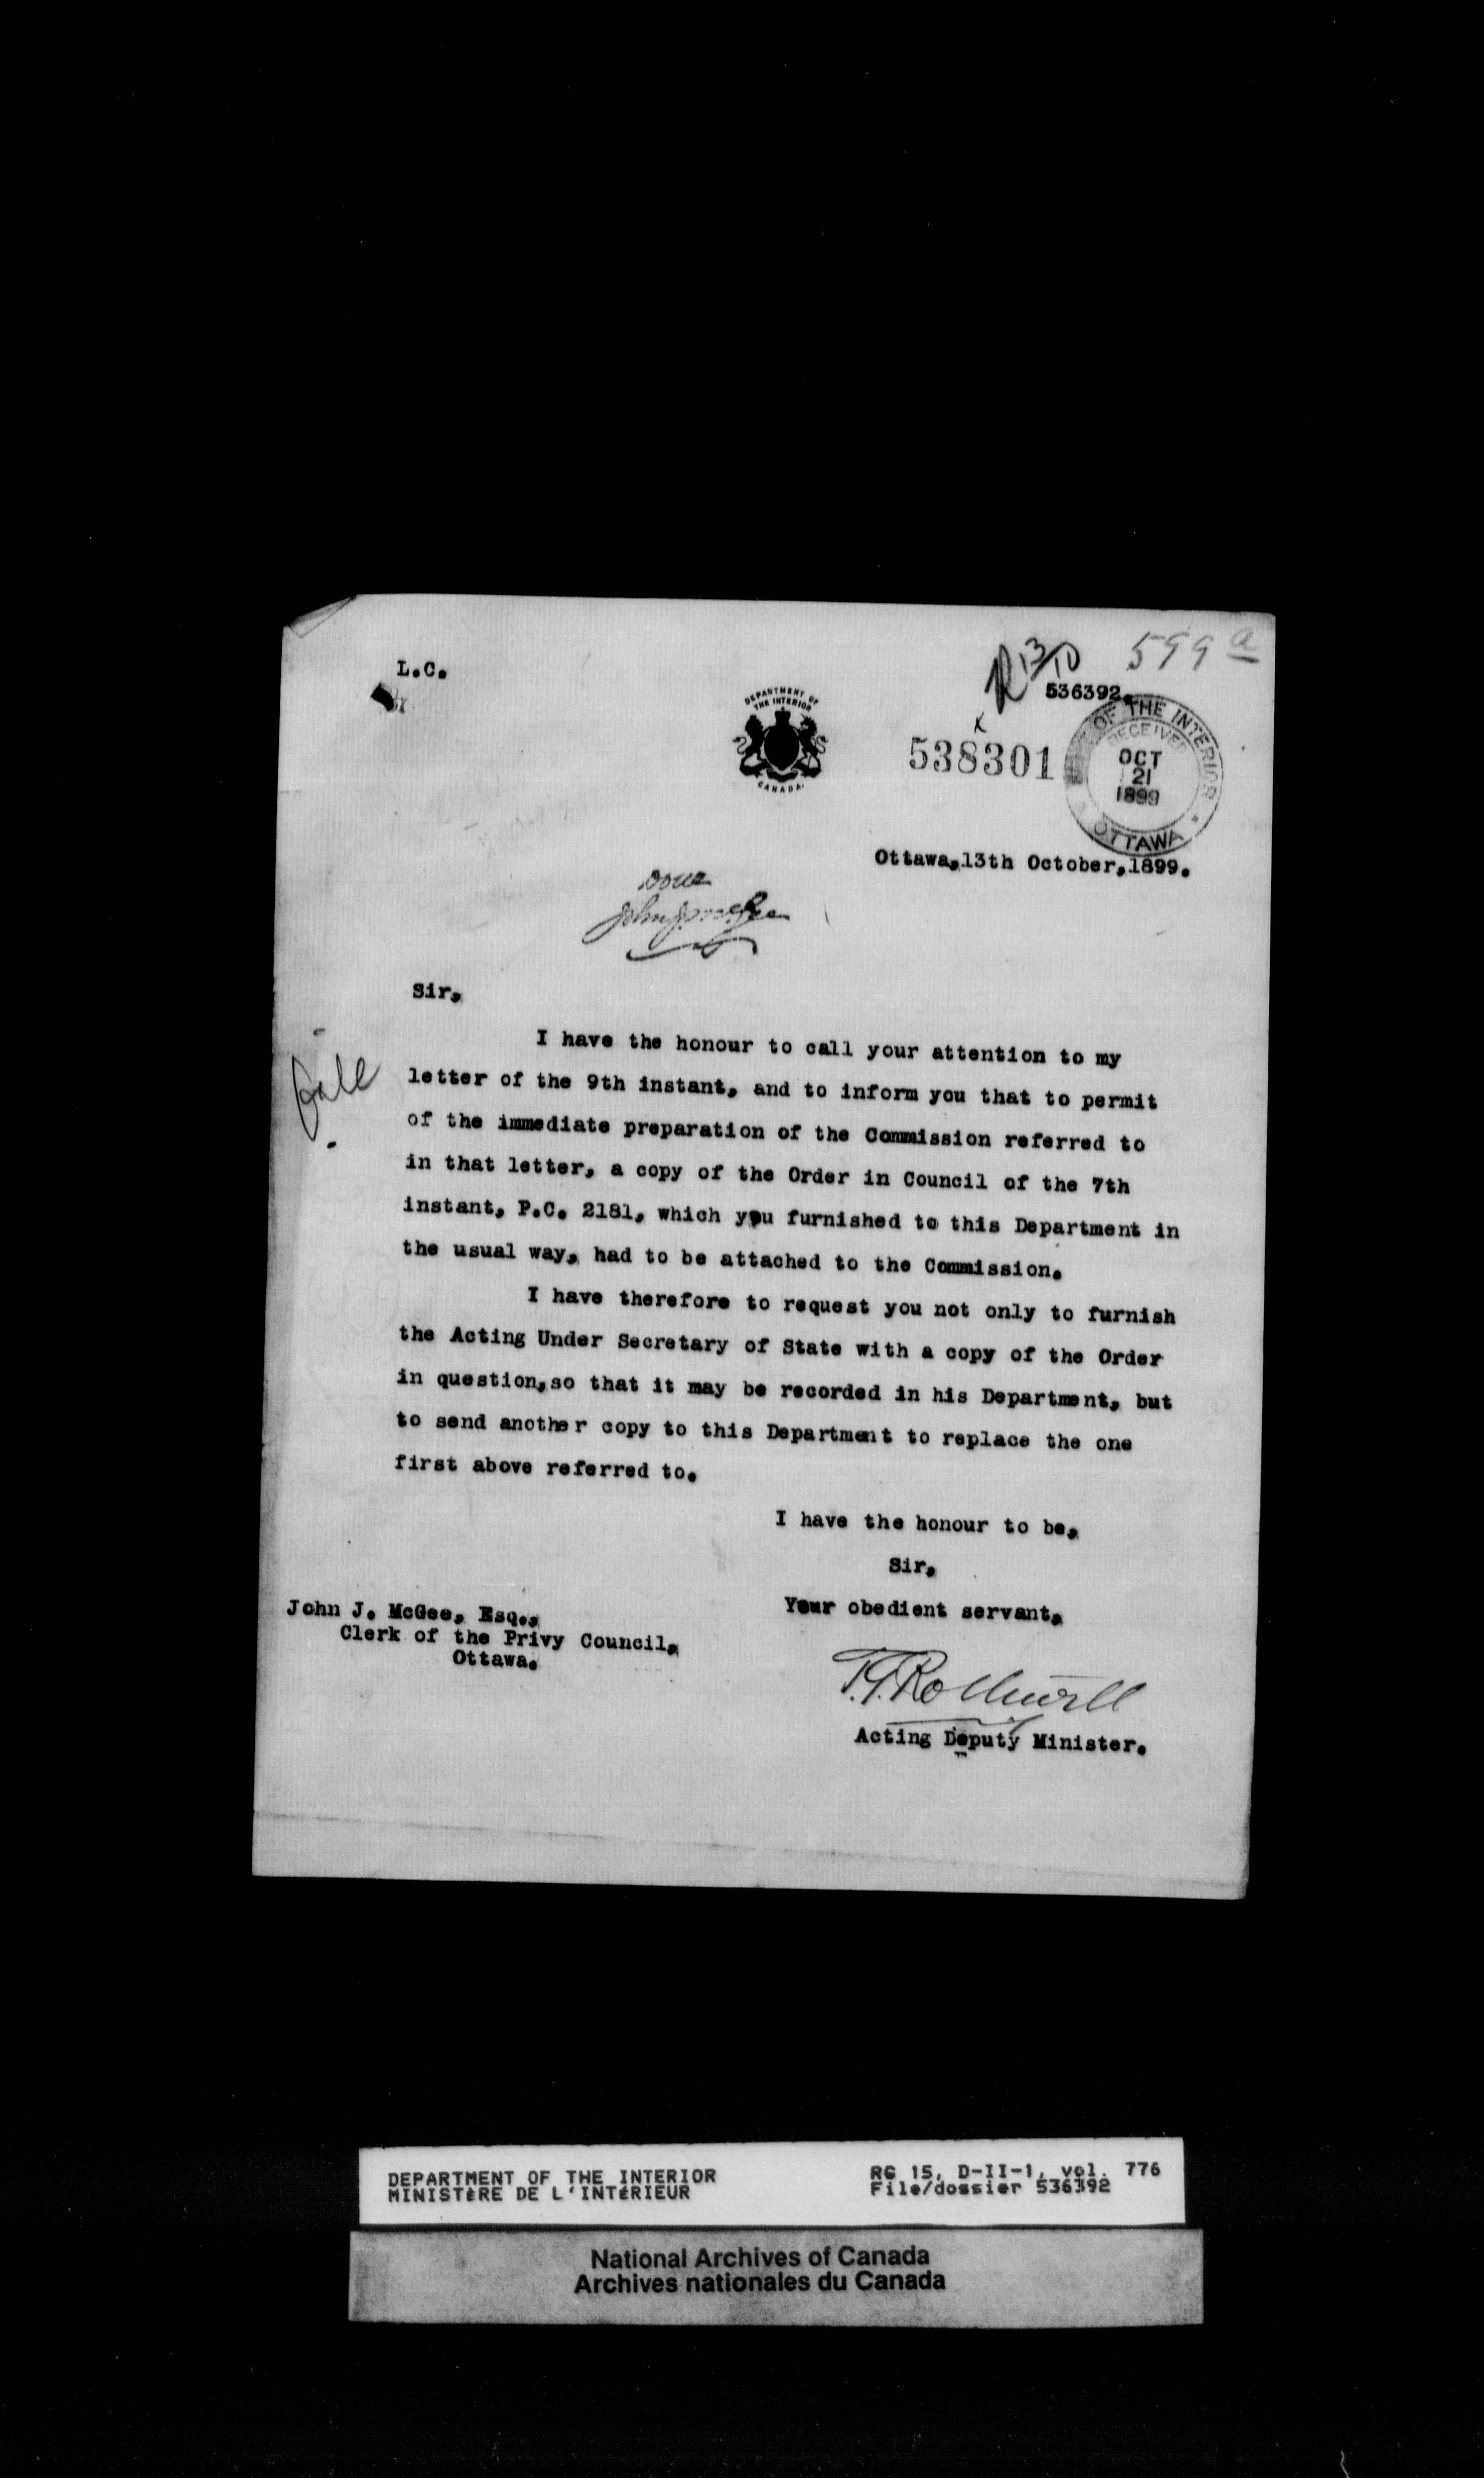 599 a
L.C.
R 13/10
536392.
DEPARTMENT OF
THE INTERIOR
CANADA.
x
538301
OF THE INTERIOR
RECEIVED
OCT
21
1899
OTTAWA
Ottawa,13th October,1899.
Done
John J. McGee
Sir,
I have the honour to call your attention to my
letter of the 9th instant, and to inform you that to permit
of the immediate preparation of the Commission referred to
in that letter, a copy of the Order in Council of the 7th
instant, P.C. 2181, which you furnished to this Department in
the usual way, had to be attached to the Commission.
I have therefore to request you not only to furnish
the Acting Under Secretary of State with a copy of the Order
in question,so that it may be recorded in his Department, but
to send another copy to this Department to replace the one
first above referred to.
I have the honour to be,
Sir,
Your obedient servant,
John J. McGee, Esq.,
Clerk of the Privy Council,
Ottawa.
Rothwell
Acting Deputy Minister.
DEPARTMENT OF THE INTERIOR
MINISTèRE DE L'INTéRIEUR
RG 15, D-II-1, vol. 776
File/dossier 536392
National Archives of Canada
Archives nationales du Canada